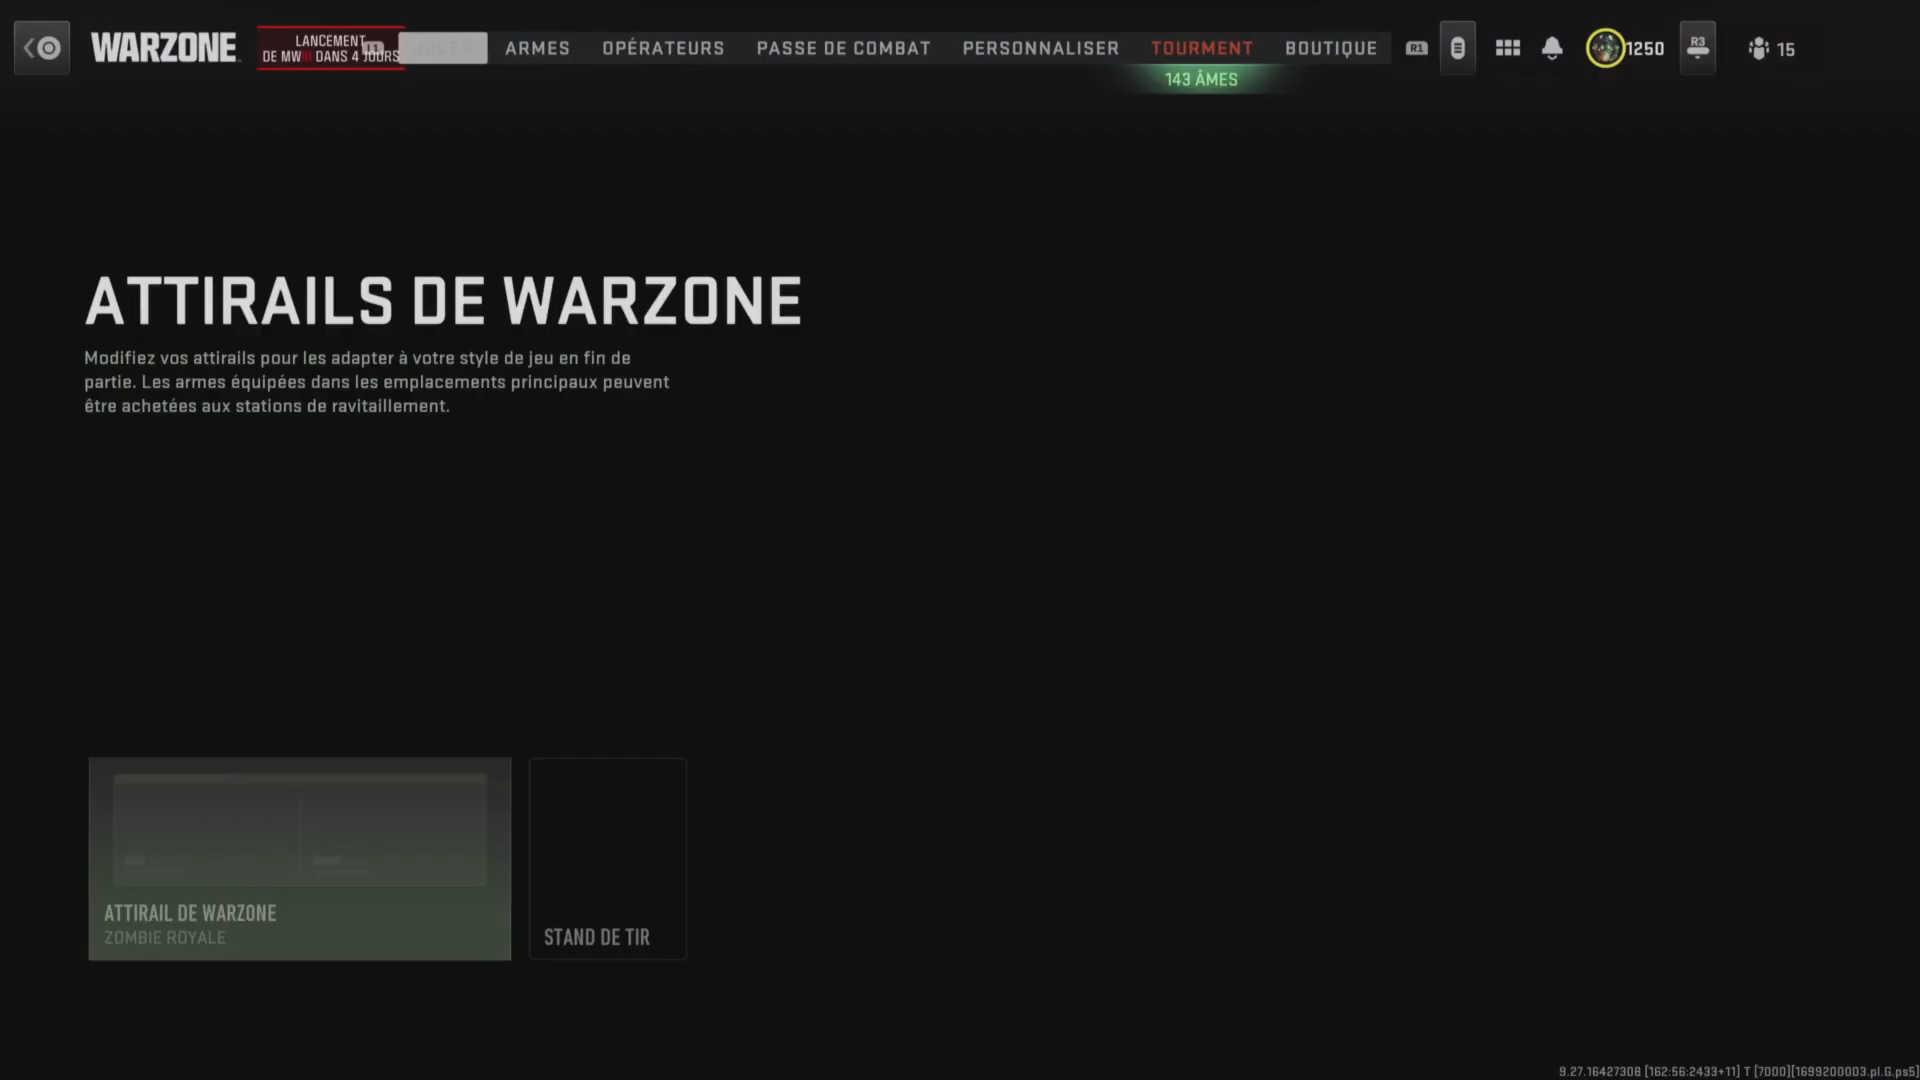 WARZONE
LANCEMENT
DE MWIII DANS 4 JOURS
ARMES
OPÉRATEURS
PASSE DE COMBAT
PERSONNALISER
TOURMENT
143 ÂMES
BOUTIQUE
R1
1250
R3
15
ATTIRAILS DE WARZONE
Modifiez vos attirails pour les adapter à votre style de jeu en fin de
partie. Les armes équipées dans les emplacements principaux peuvent
être achetées aux stations de ravitaillement.
ATTIRAIL DE WARZONE
ZOMBIE ROYALE
STAND DE TIR
9.27.16427308 [162:56:2433+11] T [7000][1699200003.pl.G.ps5]